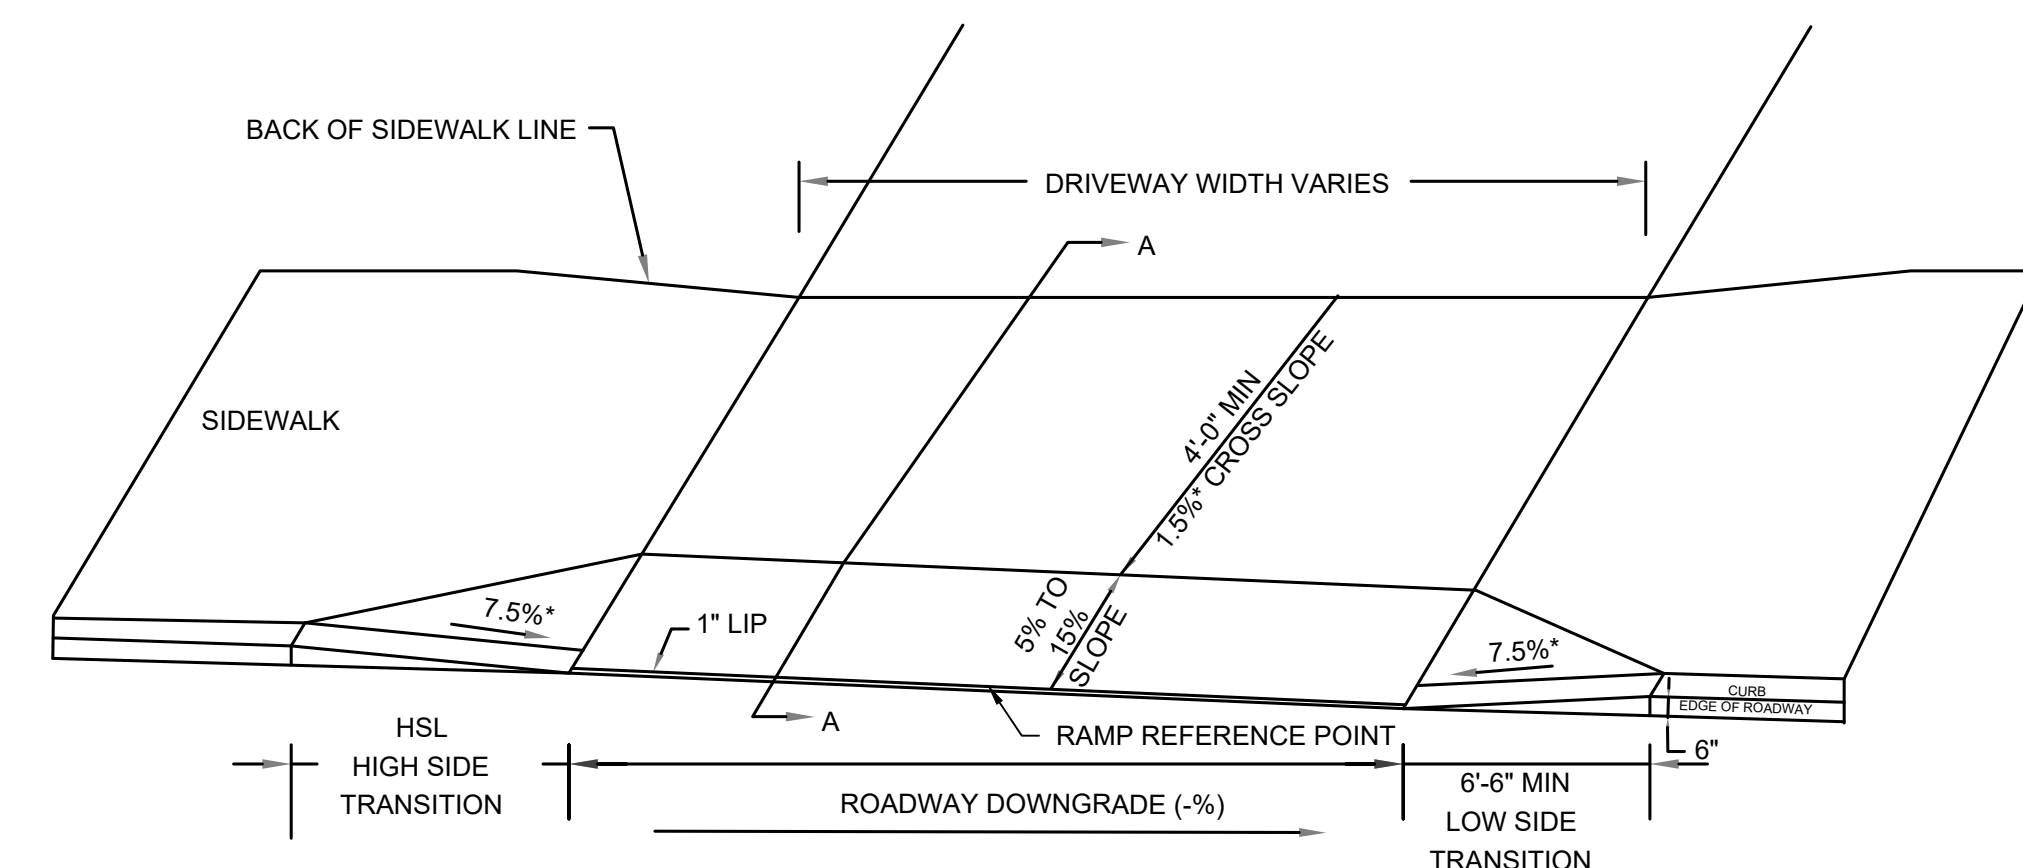 BACK OF SIDEWALK LINE
DRIVEWAY WIDTH VARIES
A
4'-0" MIN
1.5%* CROSS SLOPE
SIDEWALK
7.5%*
1" LIP
5% TO
15%
SLOPE
7.5%*
CURB
EDGE OF ROADWAY
A
RAMP REFERENCE POINT
6"
HSL
HIGH SIDE
TRANSITION
ROADWAY DOWNGRADE (-%)
6'-6" MIN
LOW SIDE
TRANSITION